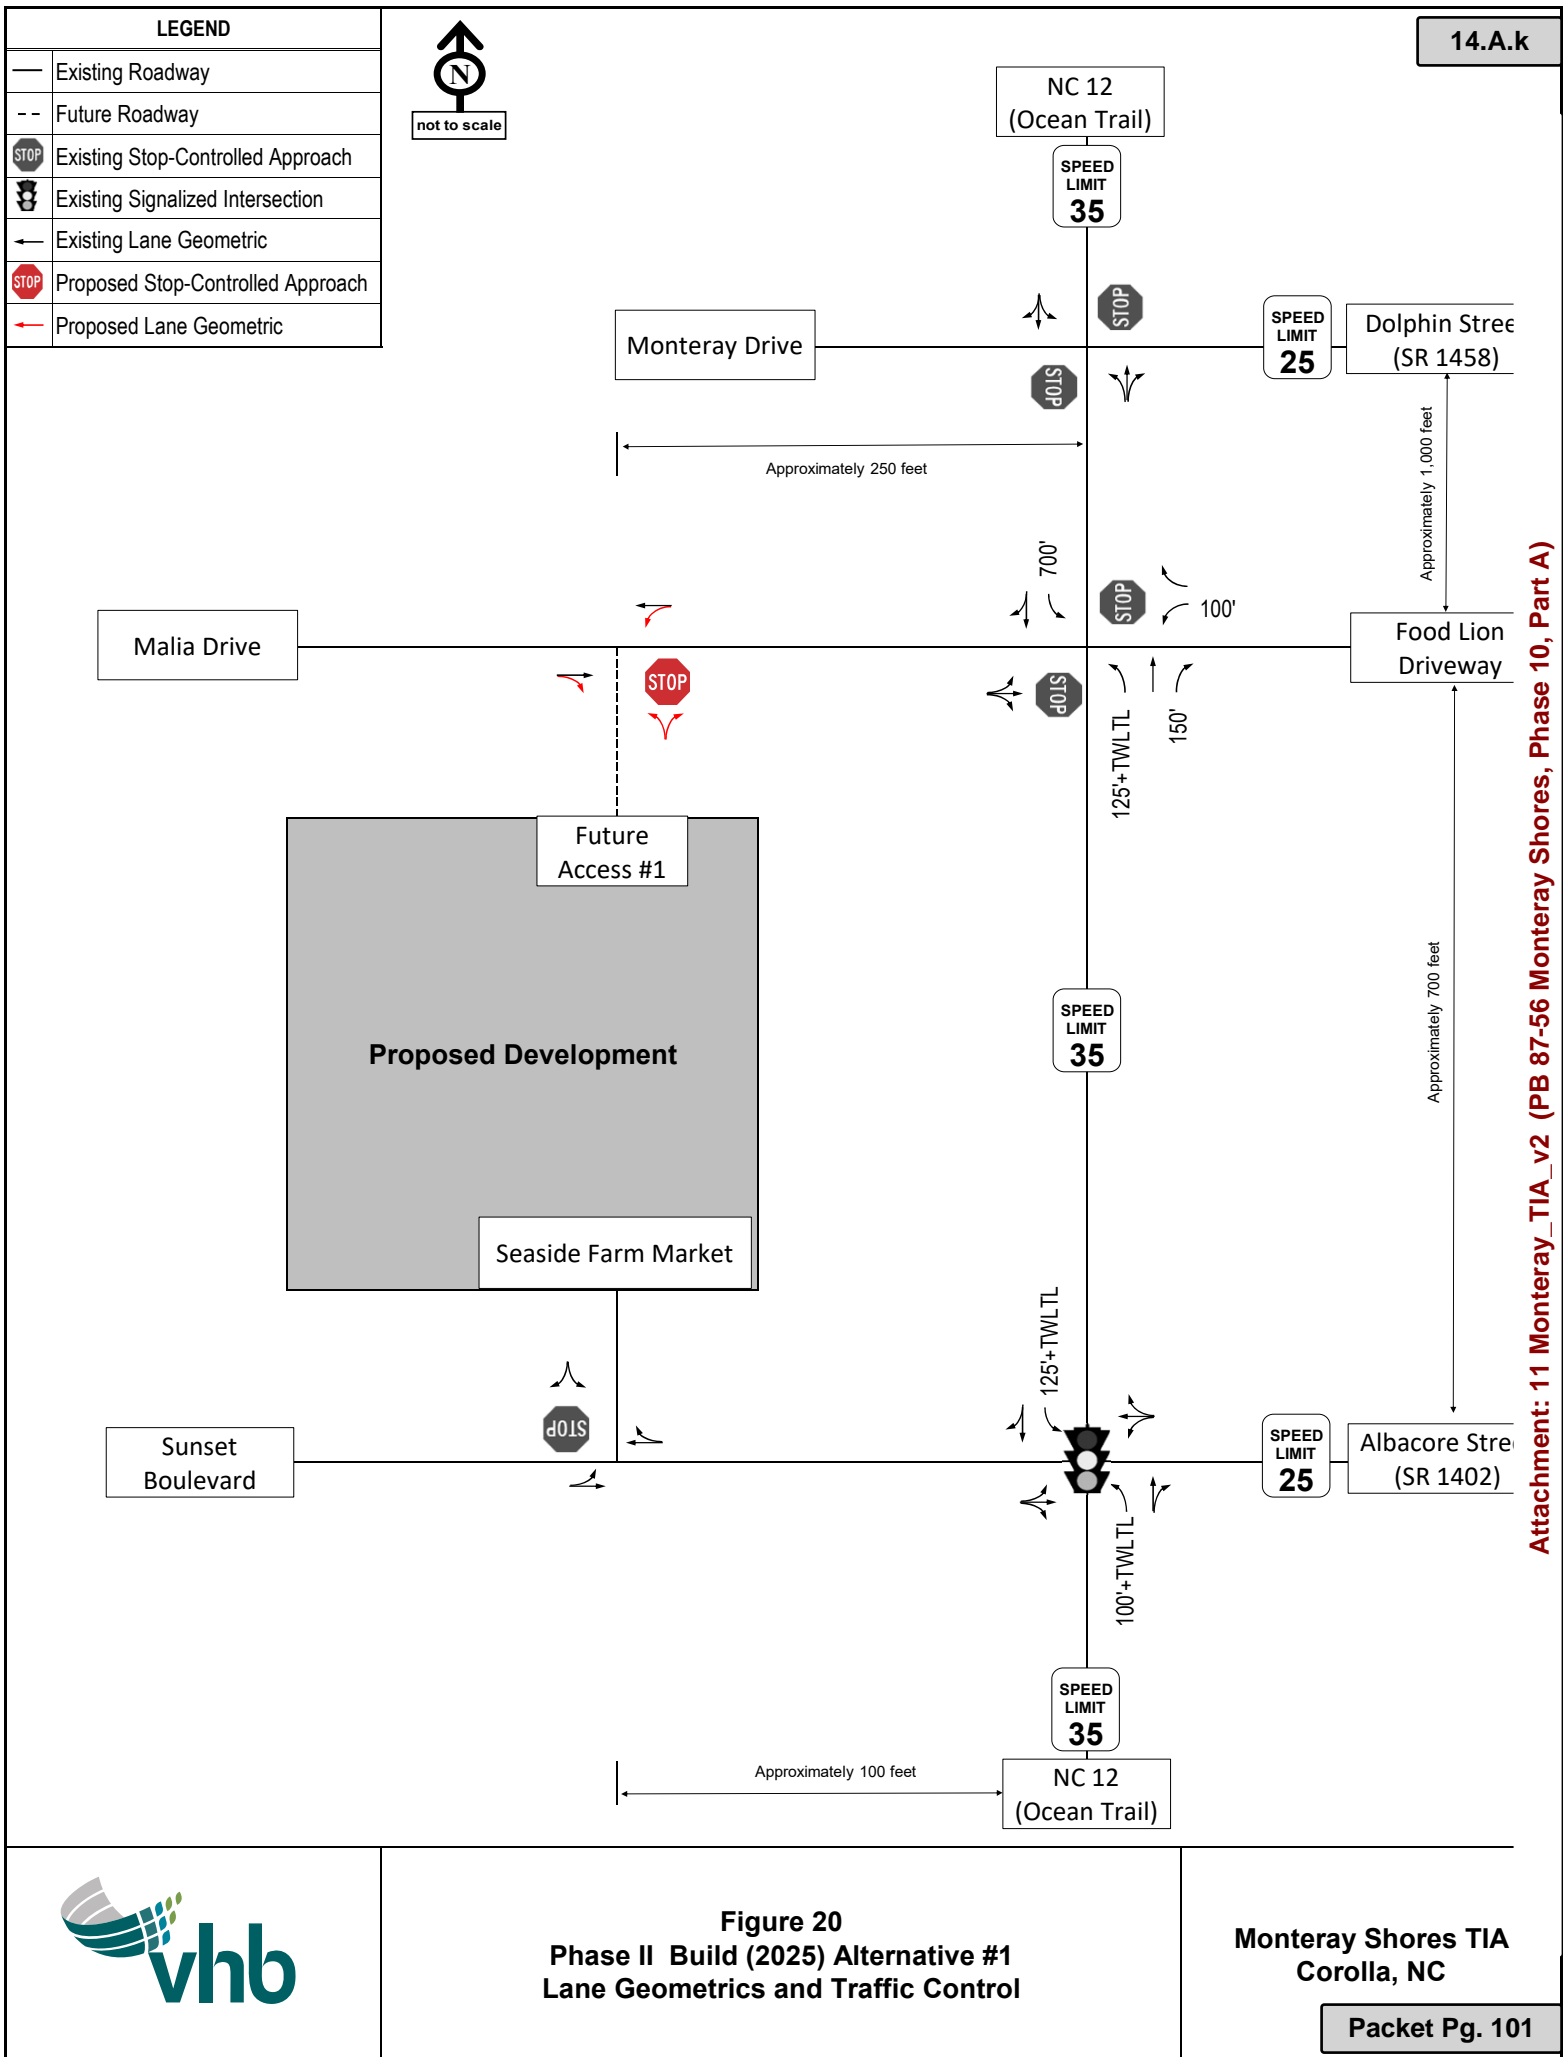 LEGEND
Existing Roadway
Future Roadway
STOP Existing Stop-Controlled Approach
Existing Signalized Intersection
Existing Lane Geometric
STOP Proposed Stop-Controlled Approach
Proposed Lane Geometric
N
not to scale
14.A.k
NC 12
(Ocean Trail)
SPEED
LIMIT
35
STOP
Monteray Drive
SPEED
LIMIT
25
Dolphin Stree
(SR 1458)
STOP
Approximately 250 feet
Approximately 1,000 feet
700'
STOP
100'
Malia Drive
Food Lion
Driveway
STOP
STOP
125'+TWLTL
150'
Future
Access #1
Proposed Development
SPEED
LIMIT
35
Approximately 700 feet
Seaside Farm Market
125'+TWLTL
STOP
Sunset
Boulevard
SPEED
LIMIT
25
Albacore Stre
(SR 1402)
100'+TWLTL
SPEED
LIMIT
35
Approximately 100 feet
NC 12
(Ocean Trail)
Attachment: 11 Monteray_TIA_v2 (PB 87-56 Monteray Shores, Phase 10, Part A)
vhb
Figure 20
Phase II Build (2025) Alternative #1
Lane Geometrics and Traffic Control
Monteray Shores TIA
Corolla, NC
Packet Pg. 101